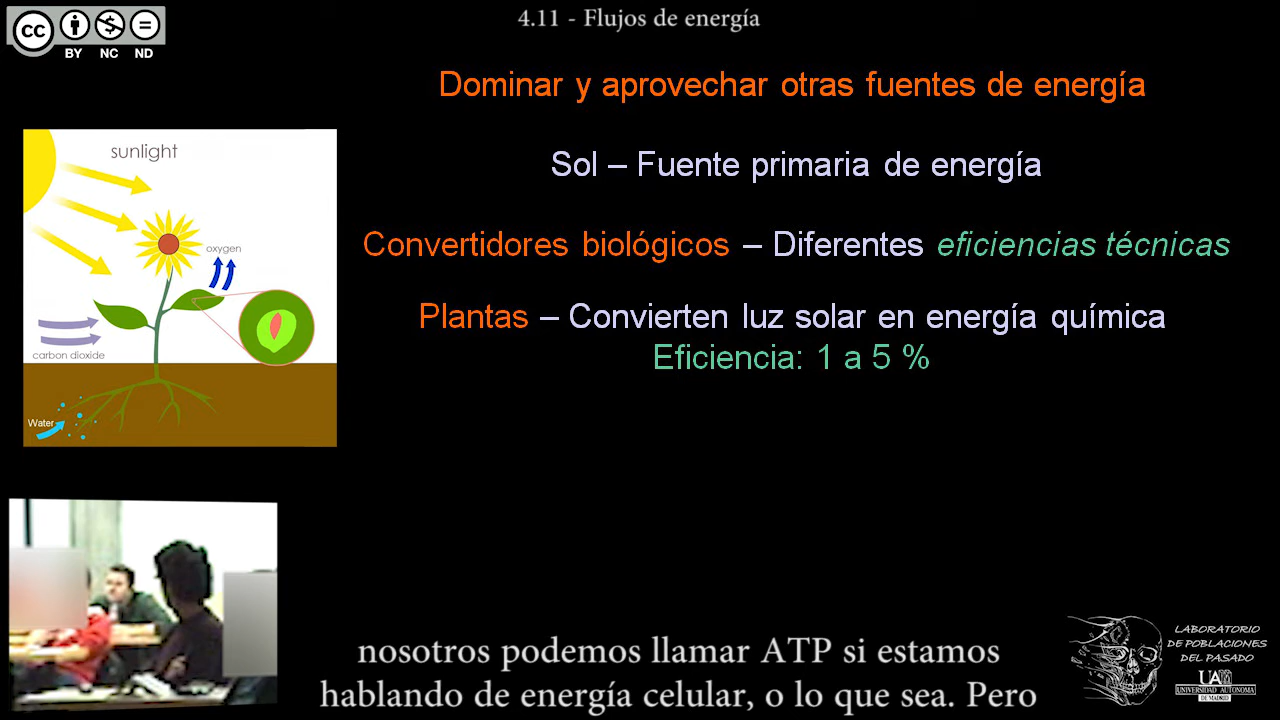 4.11 - Flujos de energía
CC
BY NC ND
Dominar y aprovechar otras fuentes de energía
Sol – Fuente primaria de energía
Convertidores biológicos – Diferentes eficiencias técnicas
Plantas – Convierten luz solar en energía química
Eficiencia: 1 a 5 %
sunlight
oxygen
carbon dioxide
Water
nosotros podemos llamar ATP si estamos
hablando de energía celular, o lo que sea. Pero
LABORATORIO
DE POBLACIONES
DEL PASADO
UAM
UNIVERSIDAD AUTONOMA
DE MADRID